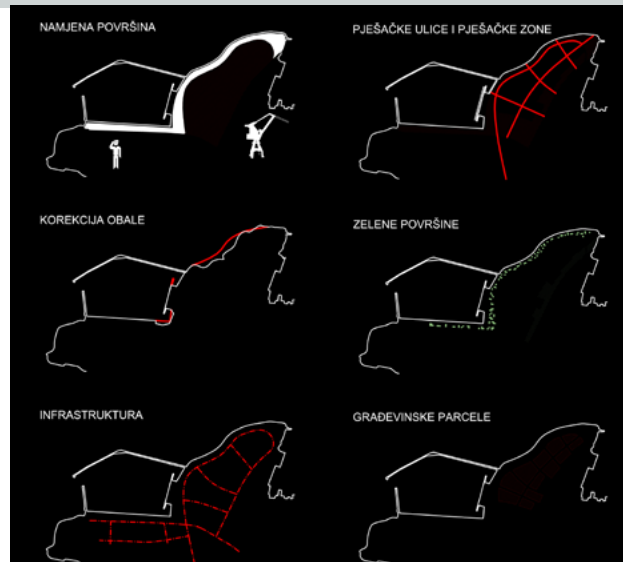 NAMJENA POVRŠINA
PJEŠAČKE ULICE I PJEŠAČKE ZONE
KOREKCIJA OBALE
ZELENE POVRŠINE
INFRASTRUKTURA
GRAĐEVINSKE PARCELE